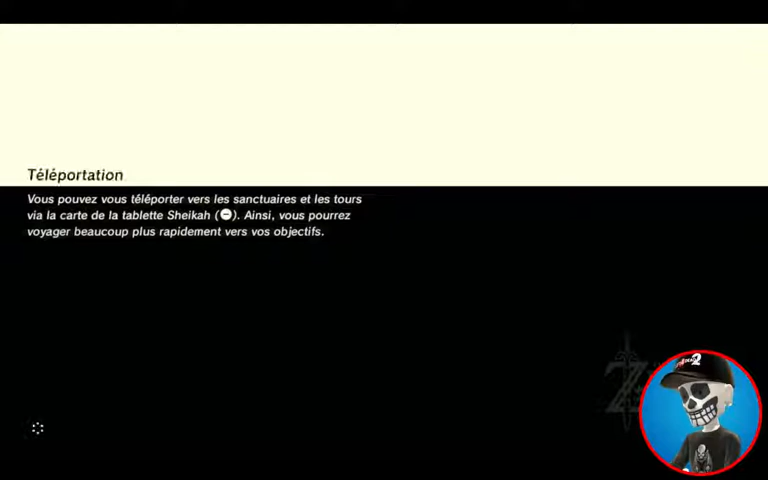 Téléportation
Vous pouvez vous téléporter vers les sanctuaires et les tours
via la carte de la tablette Sheikah (⊖). Ainsi, vous pourrez
voyager beaucoup plus rapidement vers vos objectifs.